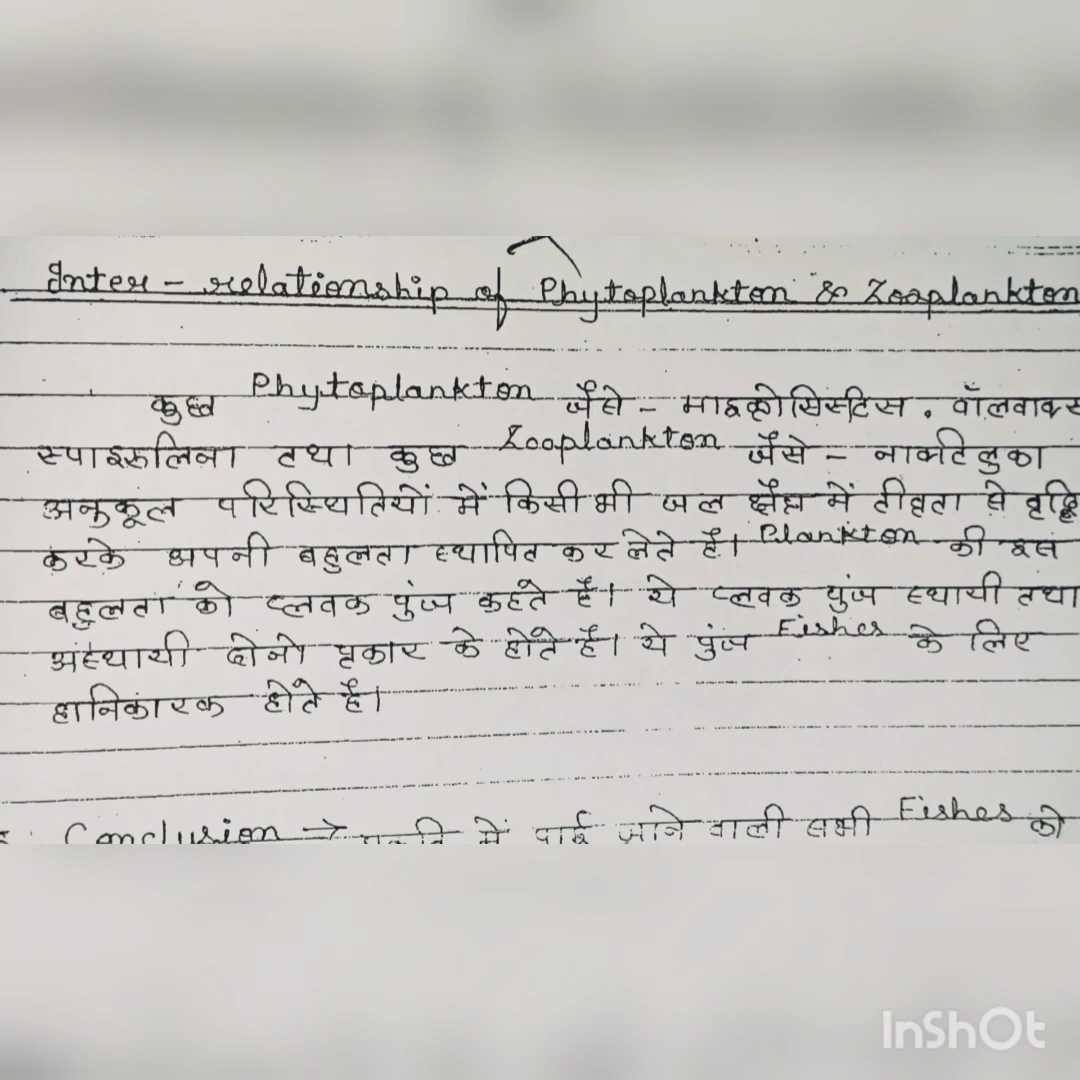 Inter - relationship of Phytoplankton & Zooplankton
कुछ Phytoplankton जैसे - माइक्रोसिस्टिस, वॉलवाक्स
स्पाइरुलिना तथा कुछ Zooplankton जैसे - नाक्टिलुका
अनुकूल परिस्थितियों में किसी भी जल क्षेत्र में तीव्रता से वृद्धि
करके अपनी बहुलता स्थापित कर लेते है। Plankton की इस
बहुलता को प्लवक पुंज कहते हैं। ये प्लवक पुंज स्थायी तथा
अस्थायी दोनो प्रकार के होते हैं। ये पुंज Fishes के लिए
हानिकारक होते है।
Conclusion → प्रकृति में पाई जाने वाली सभी Fishes को
InShOt